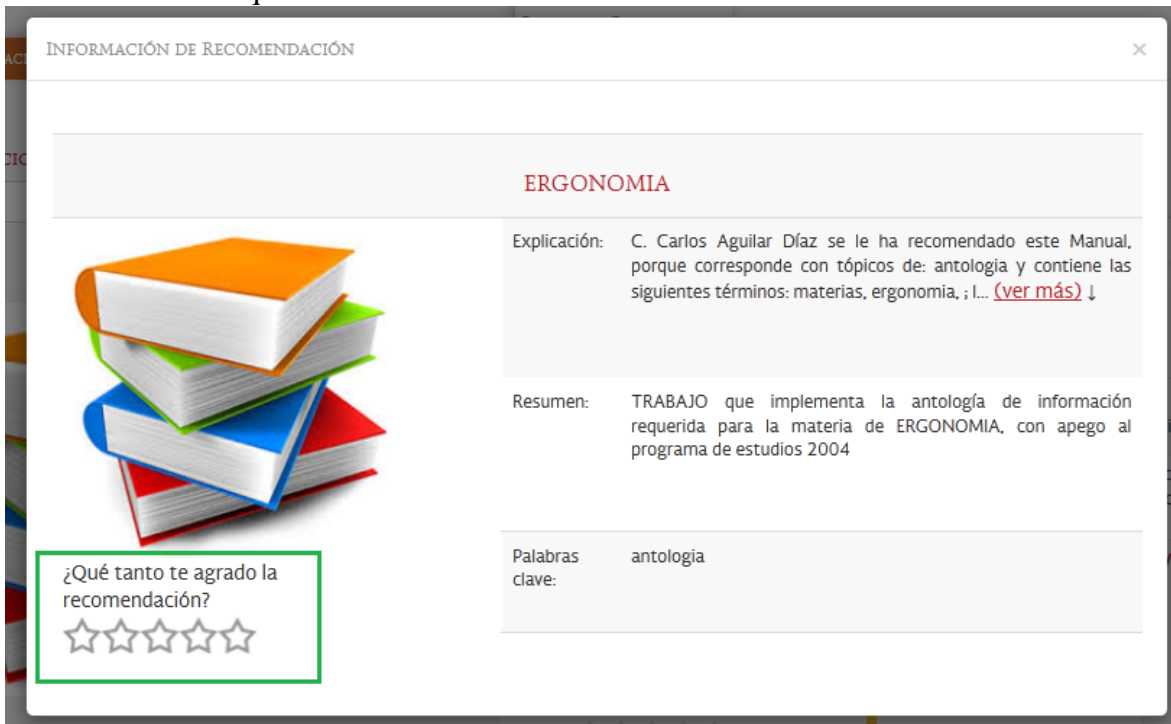 INFORMACIÓN DE RECOMENDACIÓN ×
ERGONOMIA
Explicación: C. Carlos Aguilar Díaz se le ha recomendado este Manual,
porque corresponde con tópicos de: antologia y contiene las
siguientes términos: materias, ergonomia, ; l... (ver más) ↓
Resumen: TRABAJO que implementa la antología de información
requerida para la materia de ERGONOMIA, con apego al
programa de estudios 2004
Palabras clave: antologia
¿Qué tanto te agrado la
recomendación?